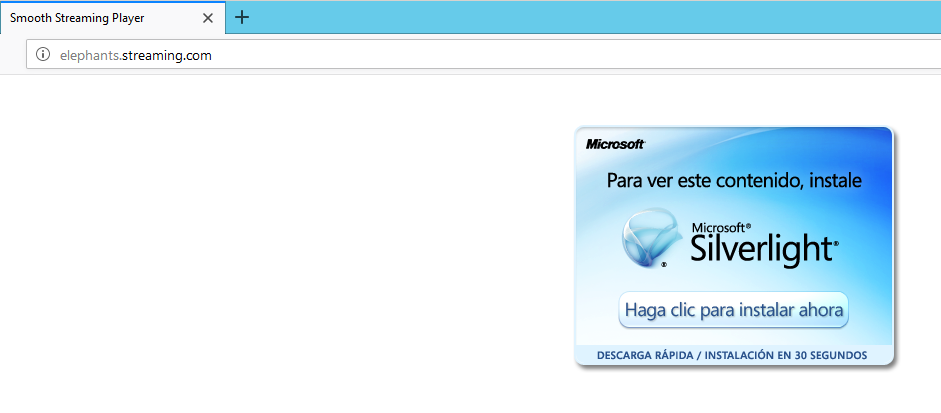 Smooth Streaming Player
elephants.streaming.com
Microsoft
Para ver este contenido, instale
Microsoft®
Silverlight®
Haga clic para instalar ahora
DESCARGA RÁPIDA / INSTALACIÓN EN 30 SEGUNDOS